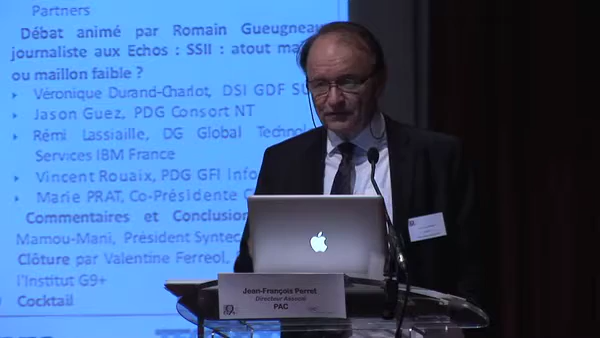 Partners
Débat animé par Romain Gueugneau
journaliste aux Echos : SSII : atout
ou maillon faible ?
Véronique Durand-Charlot, DSI GDF
Jason Guez, PDG Consort NT
Rémi Lassiaille, DG Global
Services IBM France
Vincent Rouaix, PDG GFI
Marie PRAT, Co-Présidente
Commentaires et
Mamou-Mani, Président Syntec
Clôture par Valentine Ferreol,
l'Institut G9+
Cocktail
Jean-François Perret
Directeur Associé
PAC